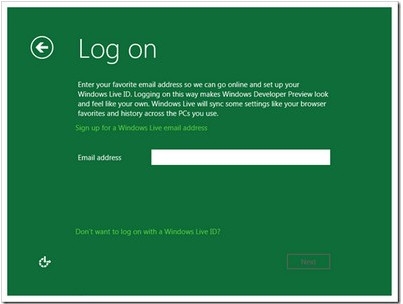 Log on
Enter your favorite email address so we can go online and set up your
Windows Live ID. Logging on this way makes Windows Developer Preview look
and feel like your own. Windows Live will sync some settings like your browser
favorites and history across the PCs you use.
Sign up for a Windows Live email address
Email address
Don't want to log on with a Windows Live ID?
Next